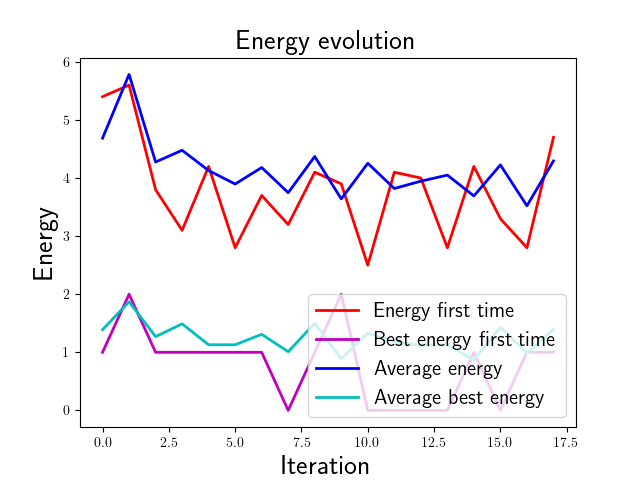 Energy evolution
6
5
4
3
2
1
0
Energy
Energy first time
Best energy first time
Average energy
Average best energy
0.0 2.5 5.0 7.5 10.0 12.5 15.0 17.5
Iteration